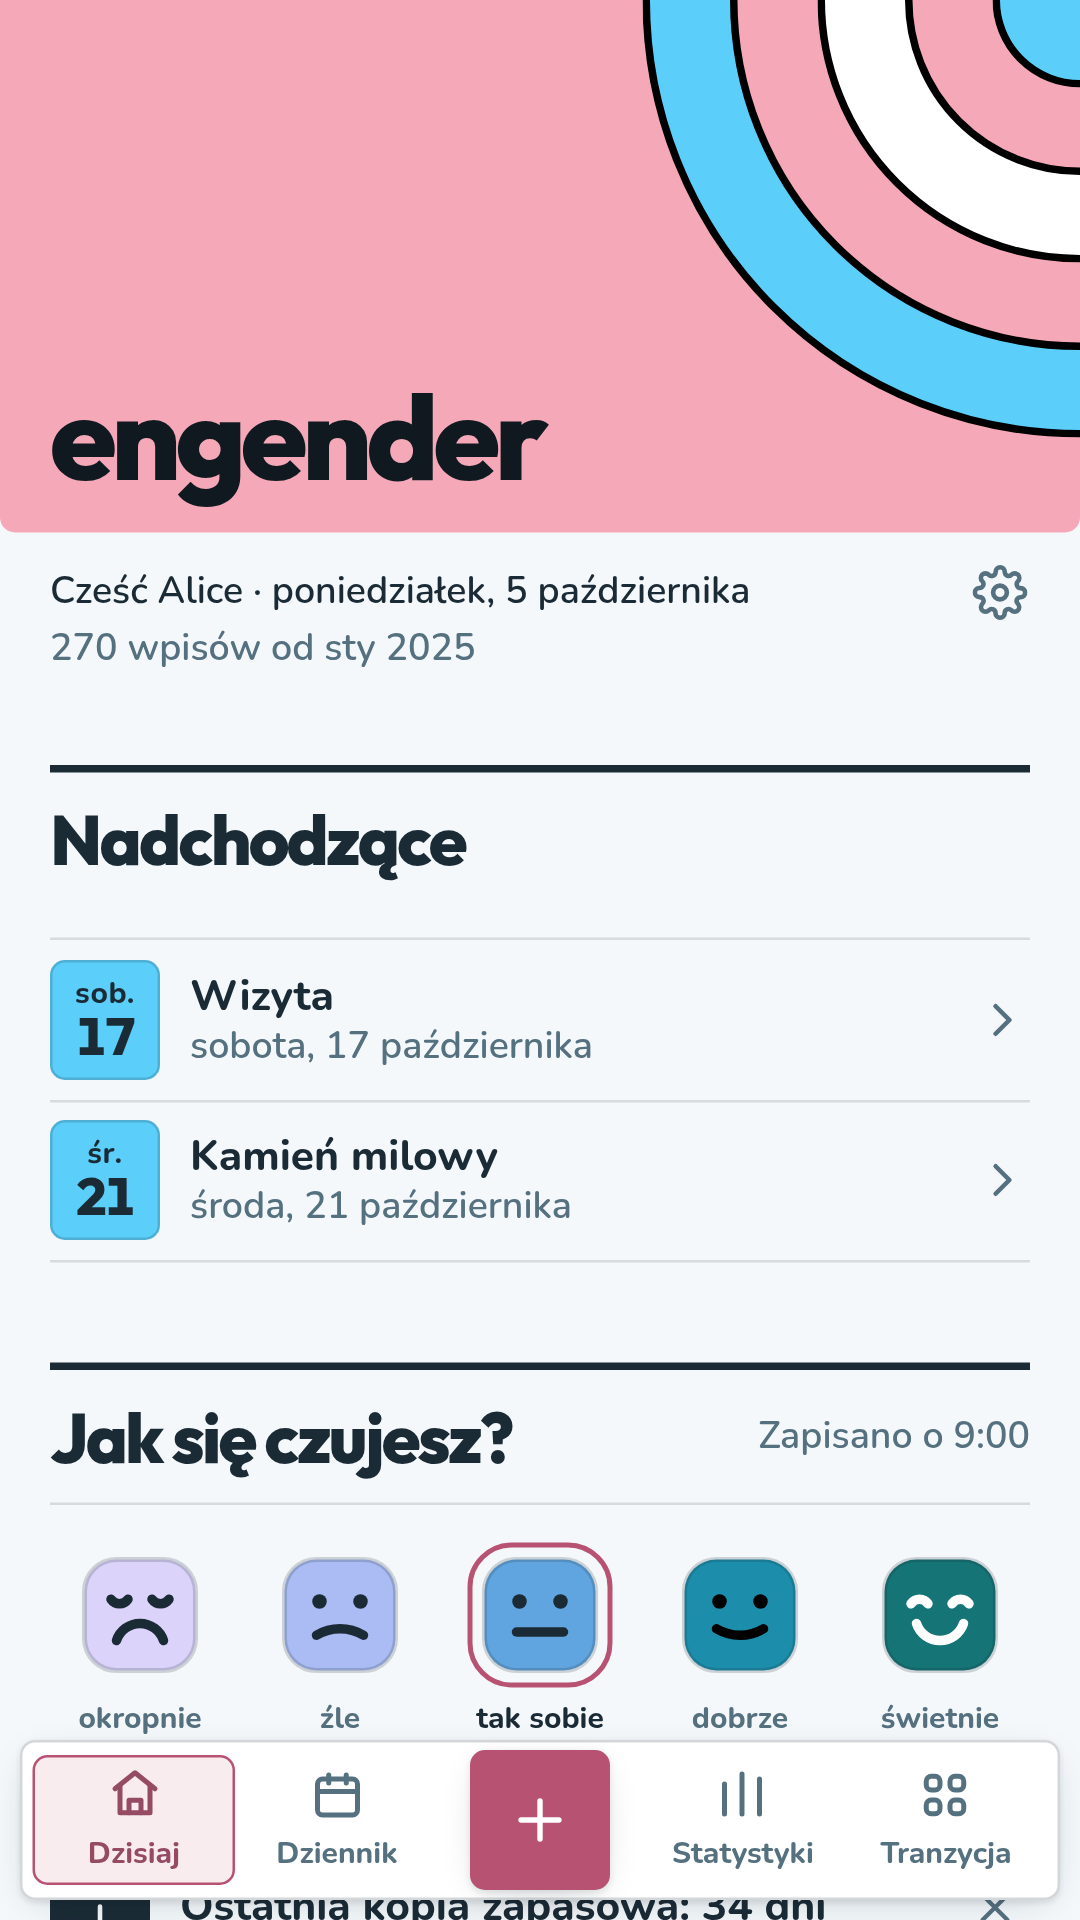 engender
Cześć Alice · poniedziałek, 5 października
270 wpisów od sty 2025
Nadchodzące
sob.
17
Wizyta
sobota, 17 października
śr.
21
Kamień milowy
środa, 21 października
Jak się czujesz?
Zapisano o 9:00
okropnie
źle
tak sobie
dobrze
świetnie
Dzisiaj
Dziennik
Statystyki
Tranzycja
Ostatnia kopia zapasowa: 34 dni